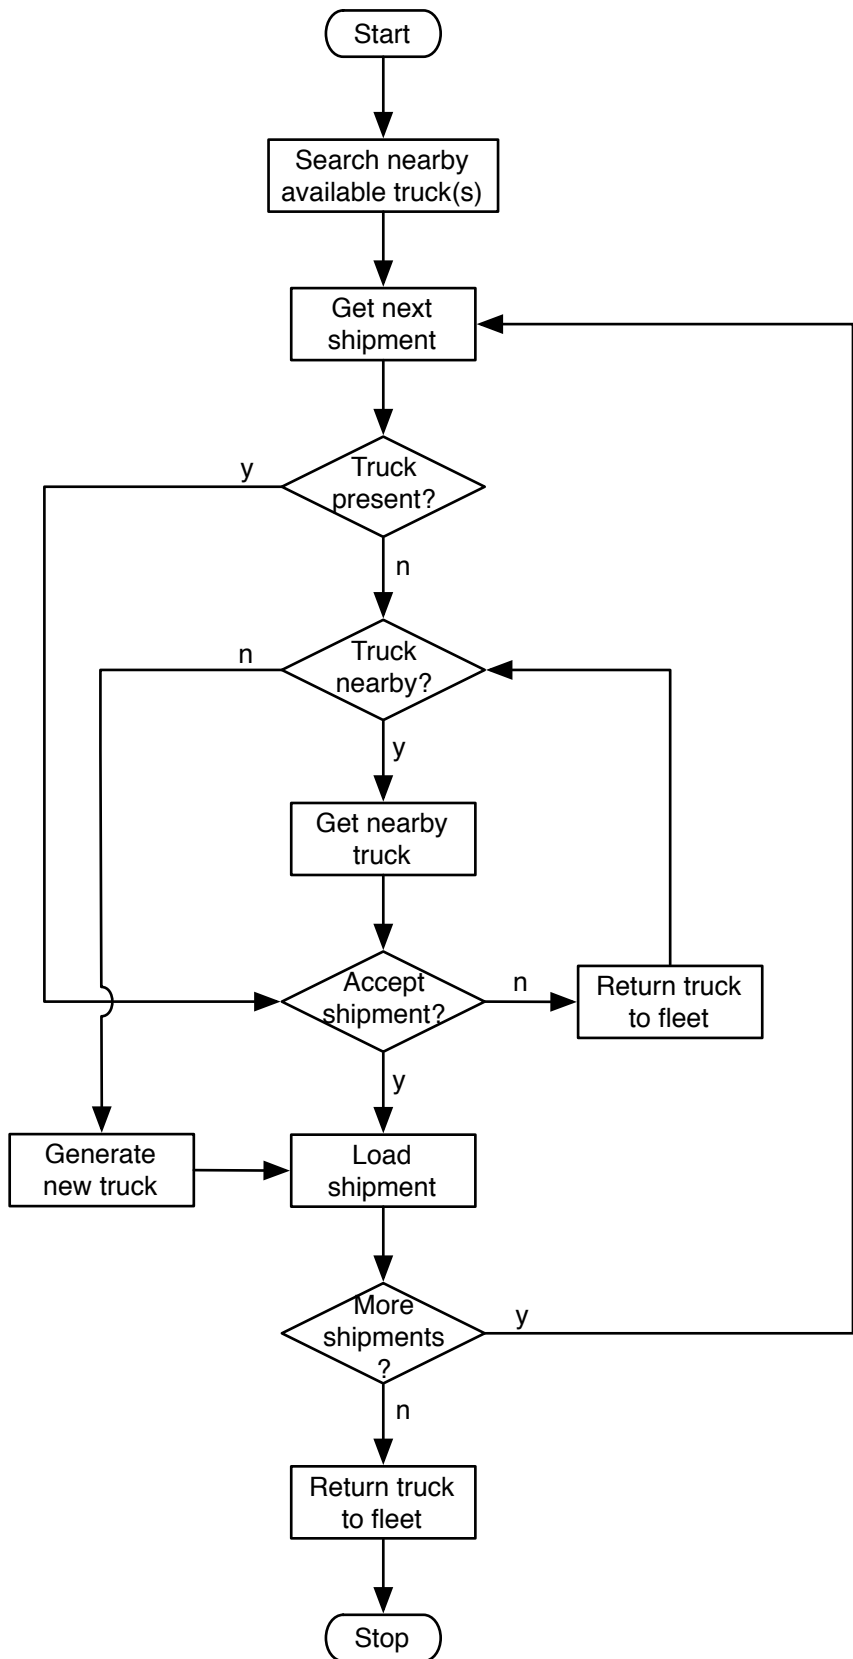 Start
Search nearby
available truck(s)
Get next
shipment
y
Truck
present?
n
n
Truck
nearby?
y
Get nearby
truck
Accept
shipment?
n
Return truck
to fleet
y
Generate
new truck
Load
shipment
More
shipments
?
y
n
Return truck
to fleet
Stop